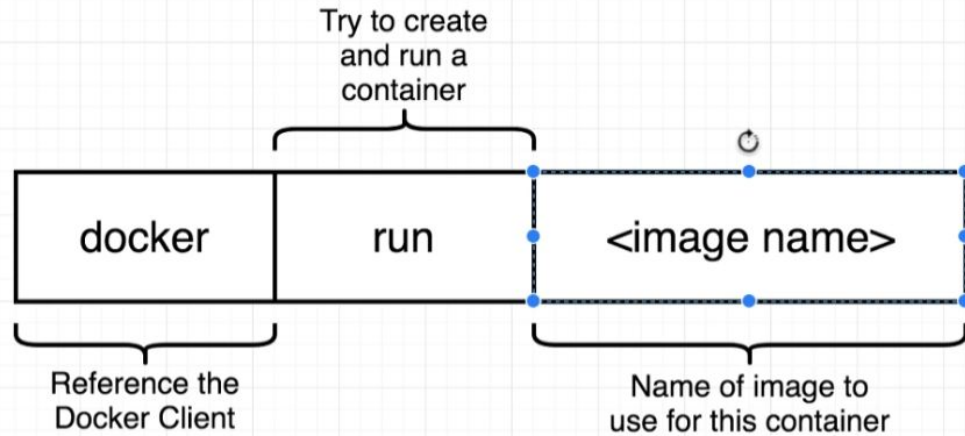 Try to create
and run a
container
docker
run
<image name>
Reference the
Docker Client
Name of image to
use for this container